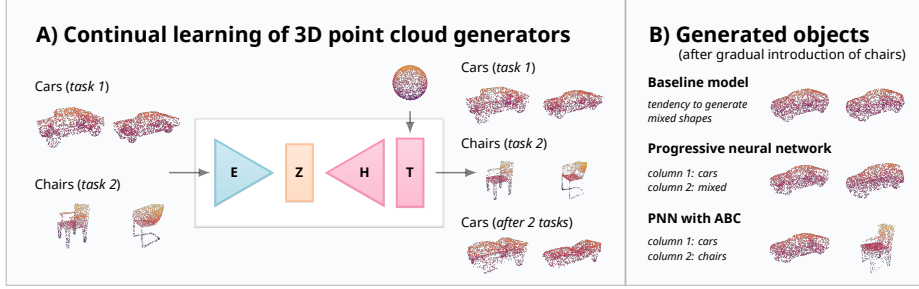 A) Continual learning of 3D point cloud generators
Cars (task 1)
Chairs (task 2)
E
Z
H
T
Cars (task 1)
Chairs (task 2)
Cars (after 2 tasks)
B) Generated objects
(after gradual introduction of chairs)
Baseline model
tendency to generate
mixed shapes
Progressive neural network
column 1: cars
column 2: mixed
PNN with ABC
column 1: cars
column 2: chairs